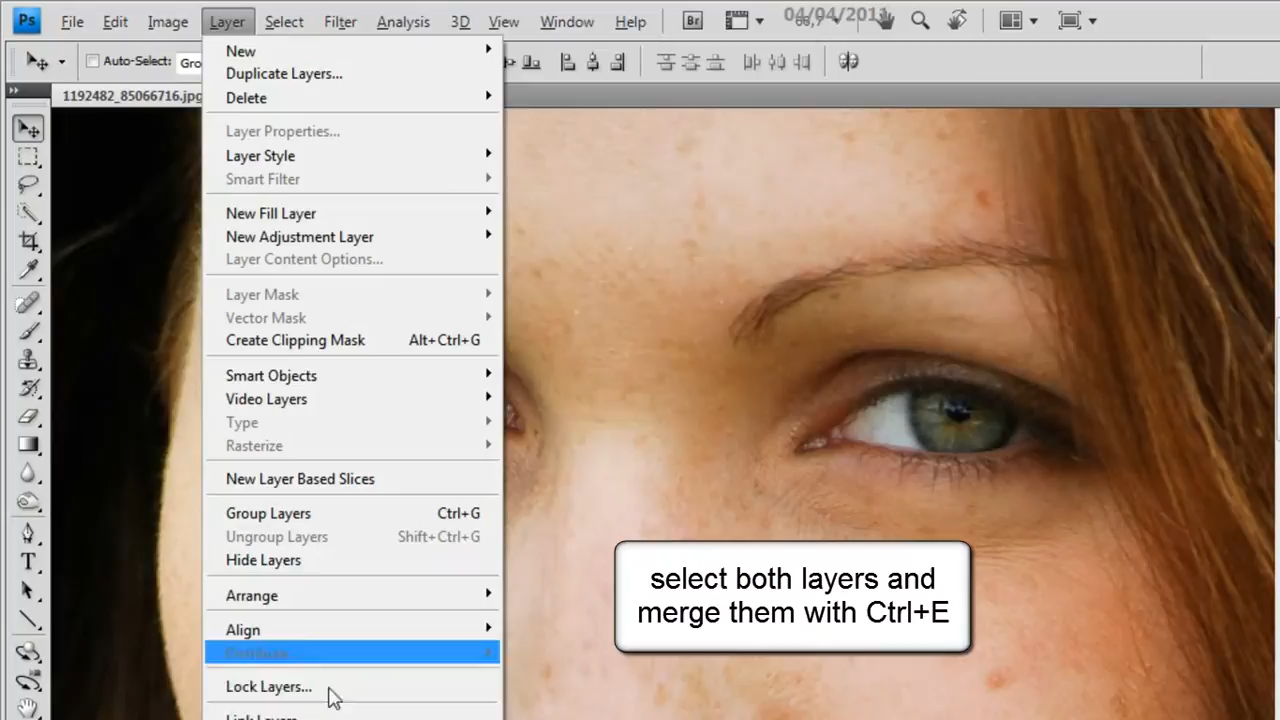 Ps File Edit Image Layer Select Filter Analysis 3D View Window Help Br 04/04/2011
Auto-Select: Gro
1192482_85066716.jpg
New
Duplicate Layers...
Delete
Layer Properties...
Layer Style
Smart Filter
New Fill Layer
New Adjustment Layer
Layer Content Options...
Layer Mask
Vector Mask
Create Clipping Mask Alt+Ctrl+G
Smart Objects
Video Layers
Type
Rasterize
New Layer Based Slices
Group Layers Ctrl+G
Ungroup Layers Shift+Ctrl+G
Hide Layers
Arrange
Align
Distribute
Lock Layers...
Link Layers
T
select both layers and
merge them with Ctrl+E